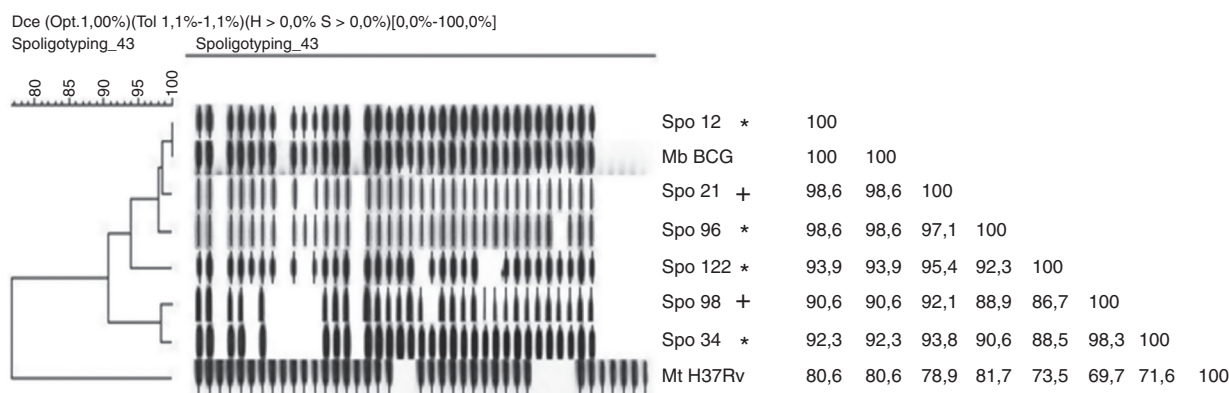 Dce (Opt.1,00%)(Tol 1,1%-1,1%)(H > 0,0% S > 0,0%)[0,0%-100,0%]
Spoligotyping_43 Spoligotyping_43
80 85 90 95 100
Spo 12 * 100
Mb BCG 100 100
Spo 21 + 98,6 98,6 100
Spo 96 * 98,6 98,6 97,1 100
Spo 122 * 93,9 93,9 95,4 92,3 100
Spo 98 + 90,6 90,6 92,1 88,9 86,7 100
Spo 34 * 92,3 92,3 93,8 90,6 88,5 98,3 100
Mt H37Rv 80,6 80,6 78,9 81,7 73,5 69,7 71,6 100